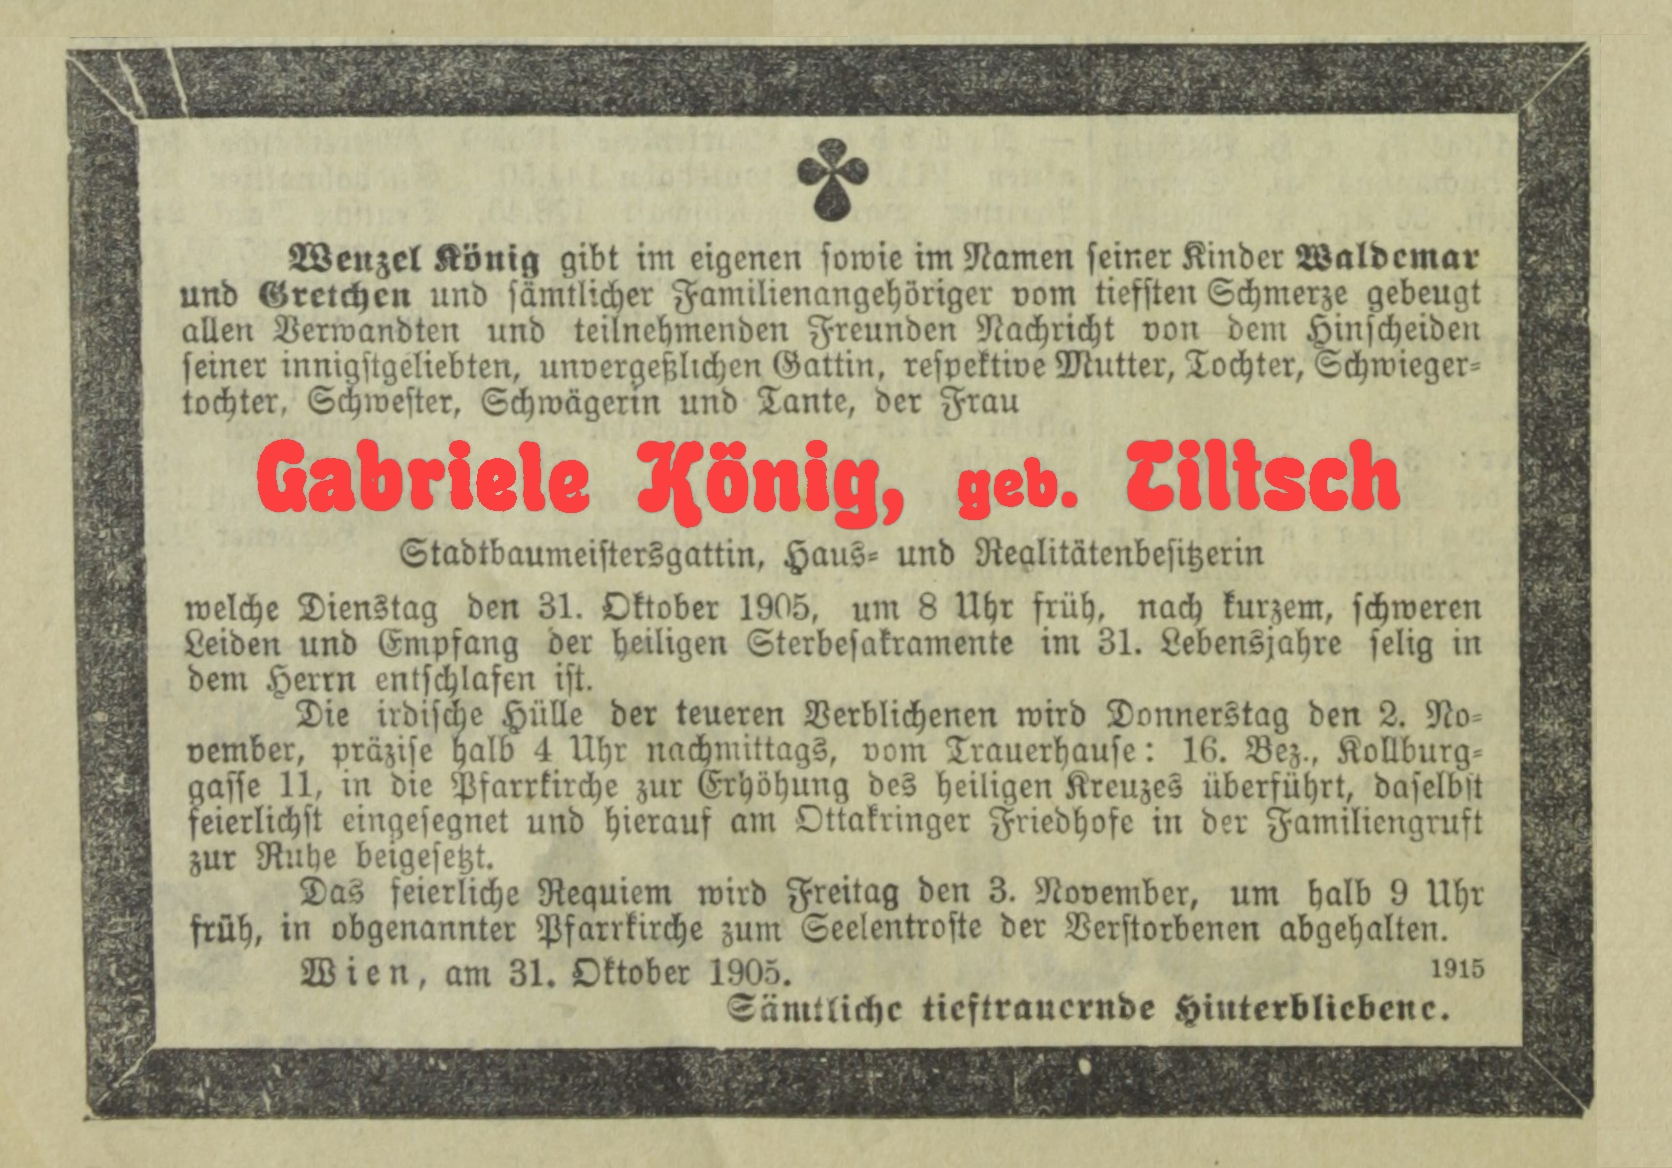 Wenzel König gibt im eigenen sowie im Namen seiner Kinder Waldemar
und Gretchen und sämtlicher Familienangehöriger vom tiefsten Schmerze gebeugt
allen Verwandten und teilnehmenden Freunden Nachricht von dem Hinscheiden
seiner innigstgeliebten, unvergeßlichen Gattin, respektive Mutter, Tochter, Schwieger-
tochter, Schwester, Schwägerin und Tante, der Frau
Gabriele König, geb. Tiltsch
Stadtbaumeistersgattin, Haus- und Realitätenbesitzerin
welche Dienstag den 31. Oktober 1905, um 8 Uhr früh, nach kurzem, schweren
Leiden und Empfang der heiligen Sterbesakramente im 31. Lebensjahre selig in
dem Herrn entschlafen ist.
Die irdische Hülle der teueren Verblichenen wird Donnerstag den 2. No-
vember, präzise halb 4 Uhr nachmittags, vom Trauerhause: 16. Bez., Kollburg-
gasse 11, in die Pfarrkirche zur Erhöhung des heiligen Kreuzes überführt, daselbst
feierlichst eingesegnet und hierauf am Ottakringer Friedhofe in der Familiengruft
zur Ruhe beigesetzt.
Das feierliche Requiem wird Freitag den 3. November, um halb 9 Uhr
früh, in obgenannter Pfarrkirche zum Seelentroste der Verstorbenen abgehalten.
Wien, am 31. Oktober 1905. 1915
Sämtliche tieftrauernde Hinterbliebene.